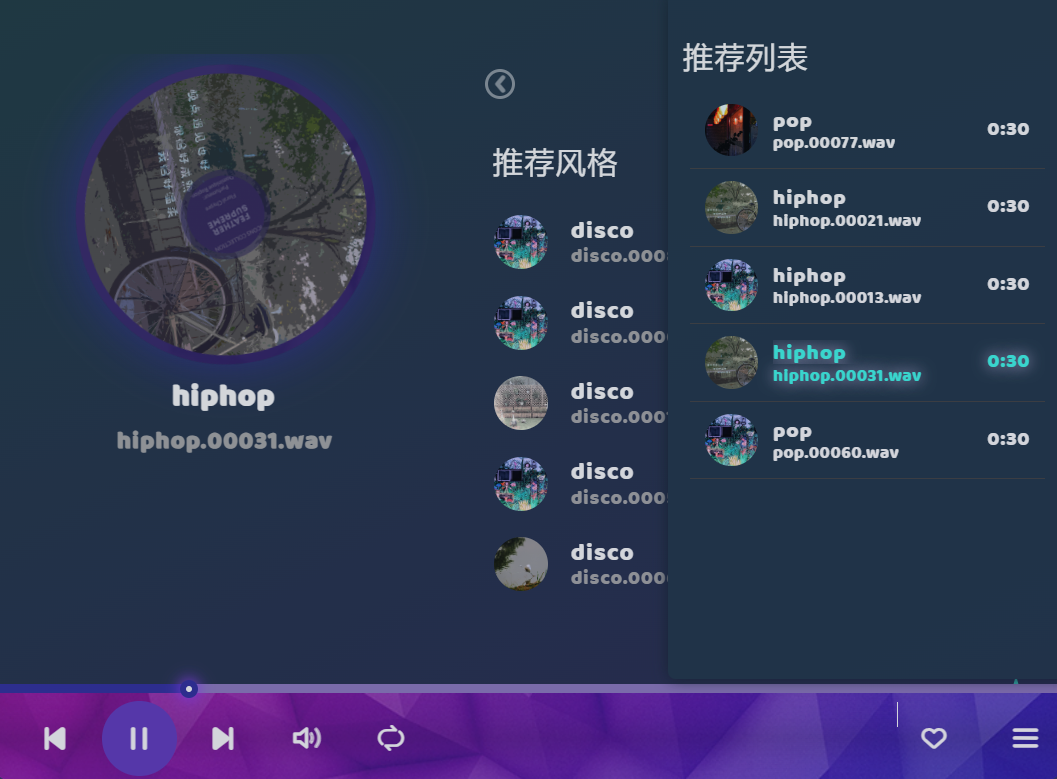 hiphop
hiphop.00031.wav
推荐风格
disco
disco
disco
disco
disco
推荐列表
pop
pop.00077.wav
0:30
hiphop
hiphop.00021.wav
0:30
hiphop
hiphop.00013.wav
0:30
hiphop
hiphop.00031.wav
0:30
pop
pop.00060.wav
0:30
FEATHER
SUPREME